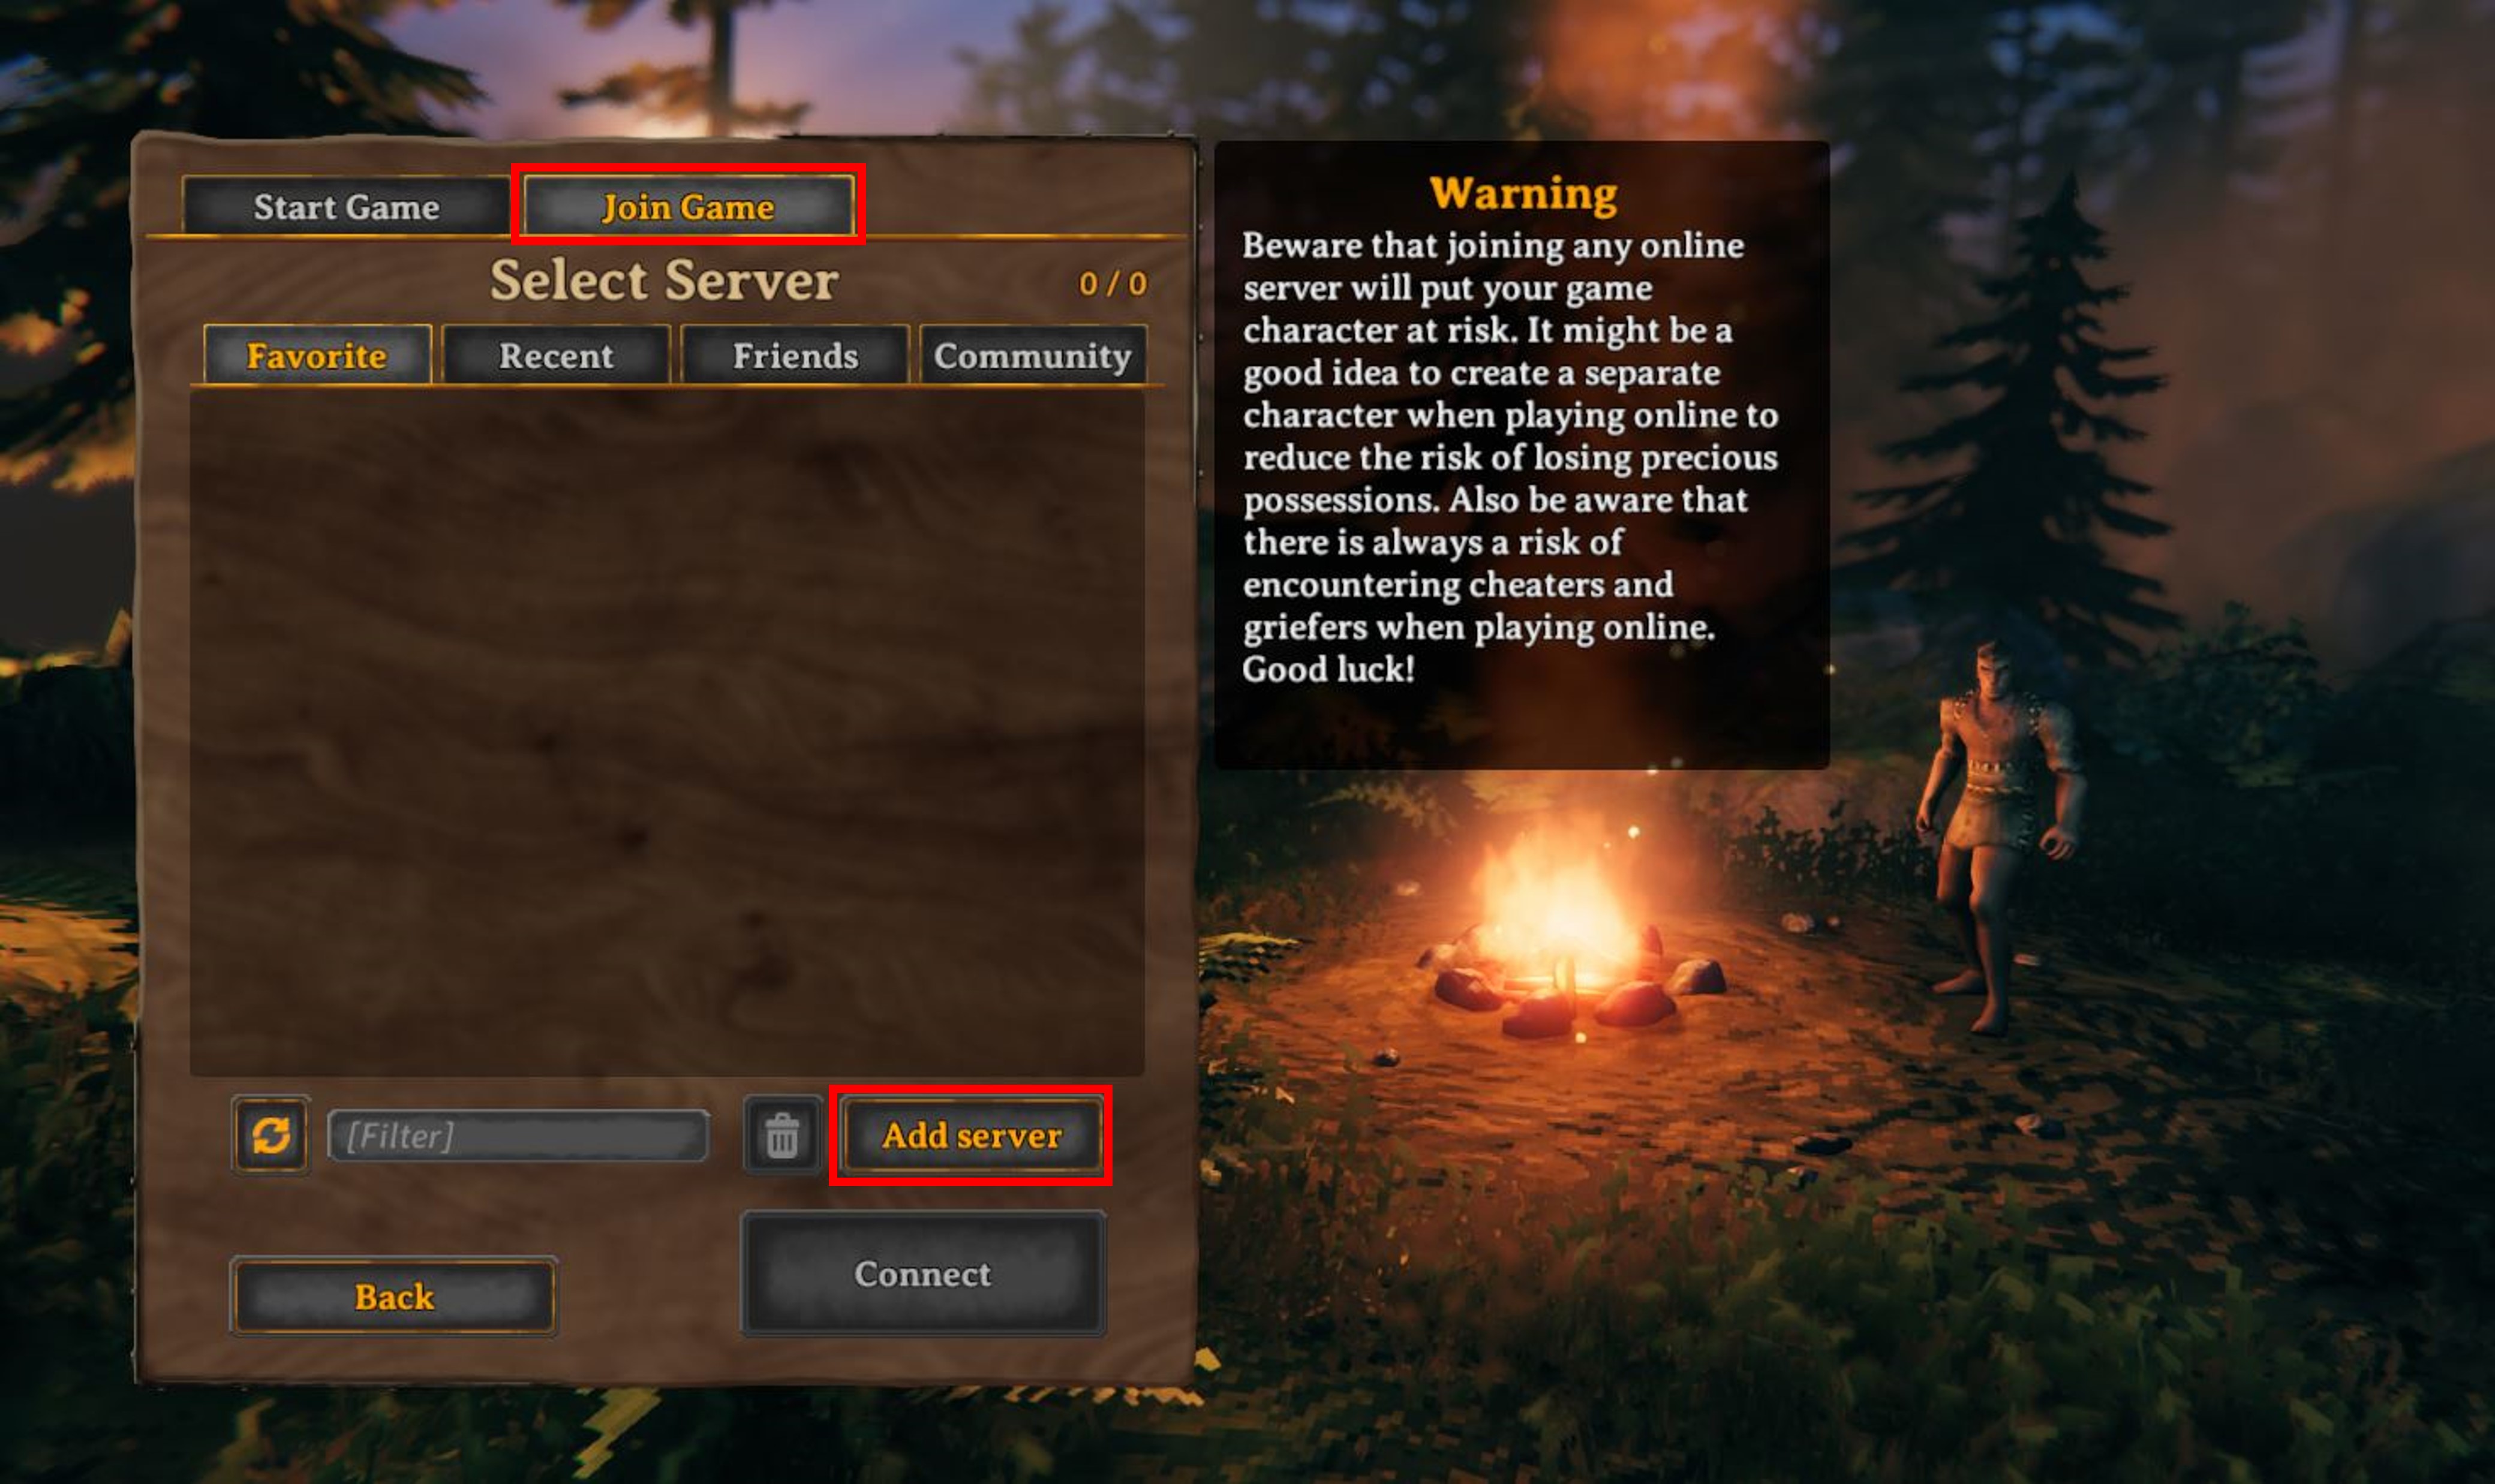 Start Game
Join Game
Select Server
0 / 0
Favorite
Recent
Friends
Community
[Filter]
Add server
Back
Connect
Warning
Beware that joining any online
server will put your game
character at risk. It might be a
good idea to create a separate
character when playing online to
reduce the risk of losing precious
possessions. Also be aware that
there is always a risk of
encountering cheaters and
griefers when playing online.
Good luck!